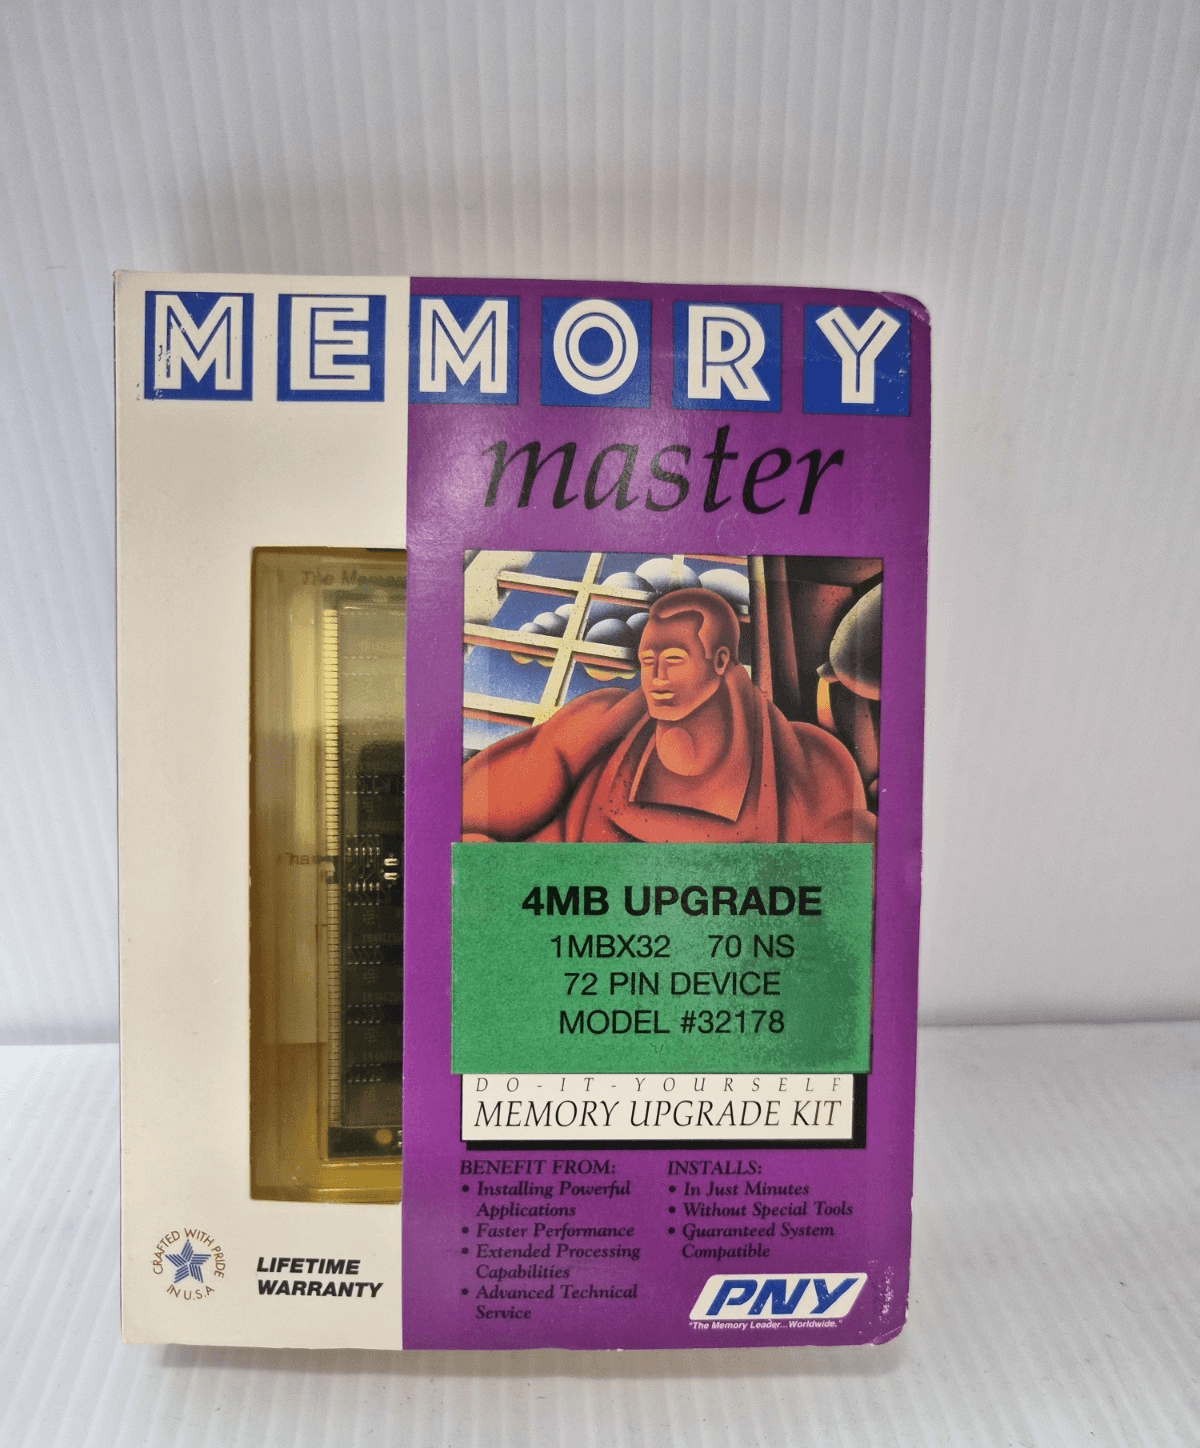 MEMORY
master
The Memory
4MB UPGRADE
1MBX32 70 NS
72 PIN DEVICE
MODEL #32178
DO-IT-YOURSELF
MEMORY UPGRADE KIT
BENEFIT FROM:
• Installing Powerful
Applications
• Faster Performance
• Extended Processing
Capabilities
• Advanced Technical
Service
INSTALLS:
• In Just Minutes
• Without Special Tools
• Guaranteed System
Compatible
CRAFTED WITH PRIDE
IN U.S.A
LIFETIME
WARRANTY
PNY
"The Memory Leader...Worldwide."